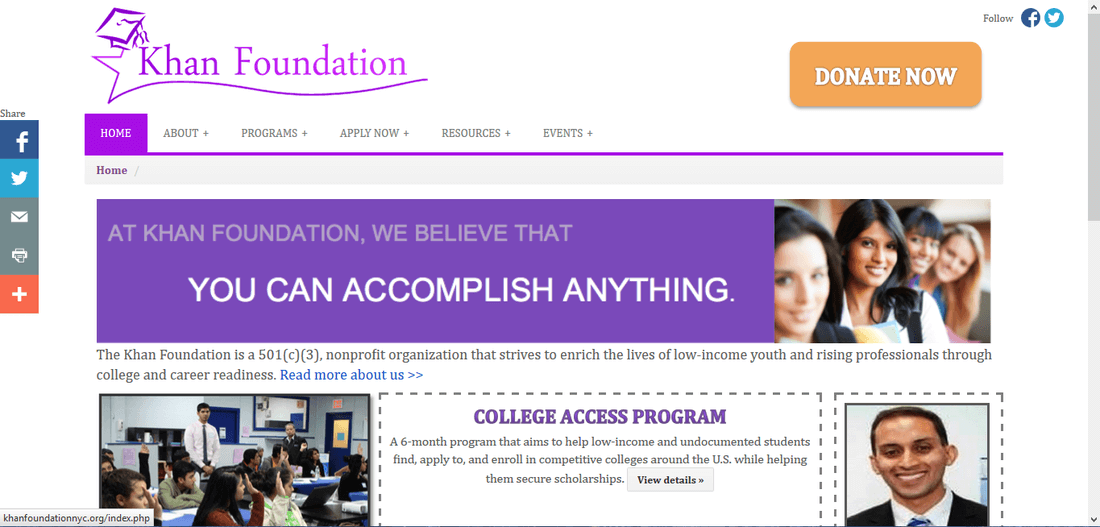 Follow
Khan Foundation
DONATE NOW
Share
HOME
ABOUT +
PROGRAMS +
APPLY NOW +
RESOURCES +
EVENTS +
Home /
AT KHAN FOUNDATION, WE BELIEVE THAT
YOU CAN ACCOMPLISH ANYTHING.
The Khan Foundation is a 501(c)(3), nonprofit organization that strives to enrich the lives of low-income youth and rising professionals through
college and career readiness. Read more about us >>
COLLEGE ACCESS PROGRAM
A 6-month program that aims to help low-income and undocumented students
find, apply to, and enroll in competitive colleges around the U.S. while helping
them secure scholarships. View details »
khanfoundationnyc.org/index.php